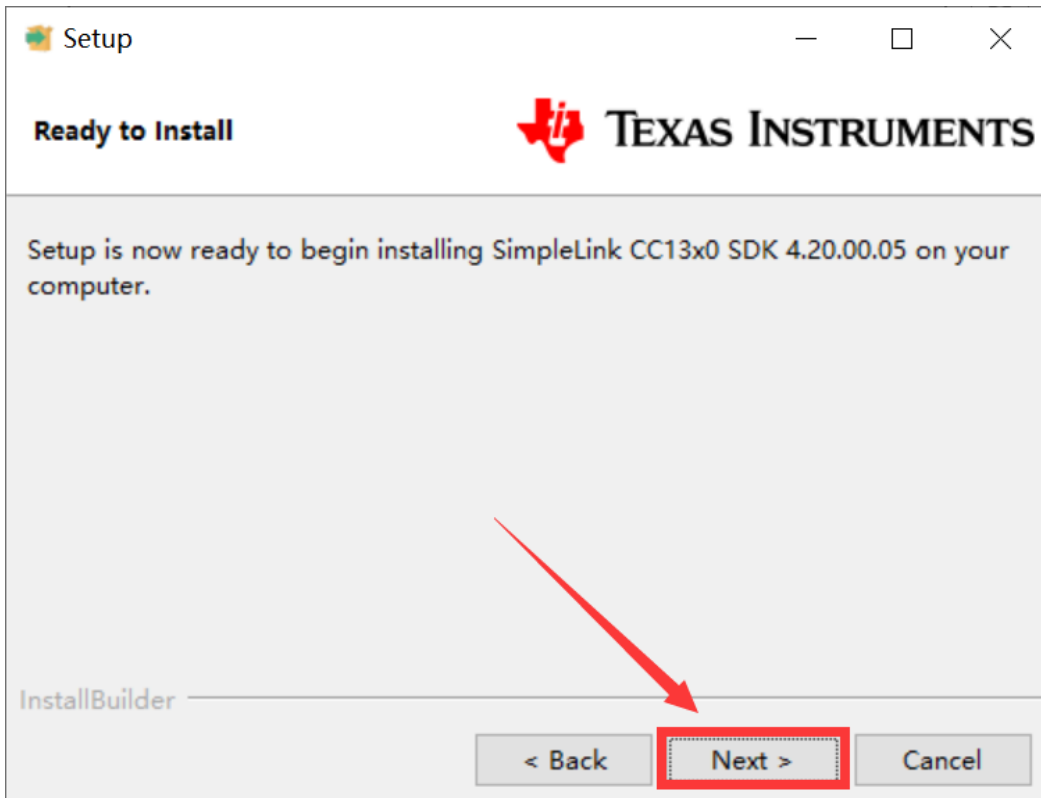 Setup
Ready to Install
TEXAS INSTRUMENTS
Setup is now ready to begin installing SimpleLink CC13x0 SDK 4.20.00.05 on your
computer.
InstallBuilder
< Back
Next >
Cancel